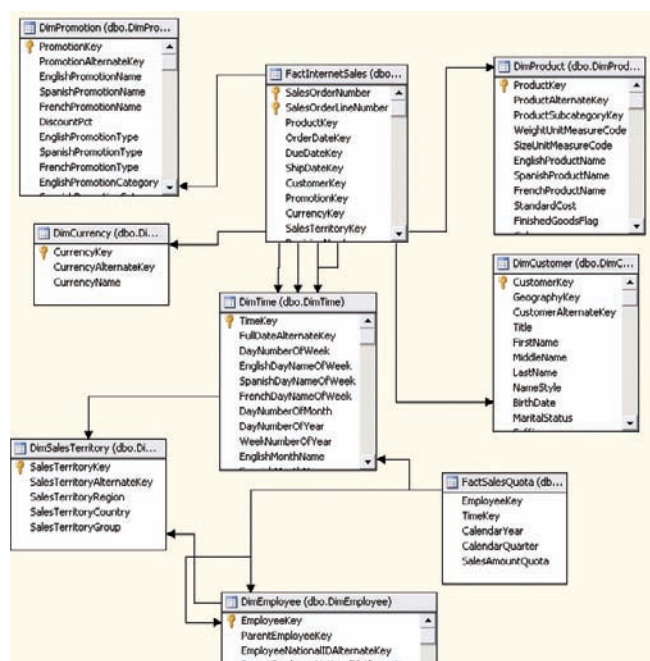 DimPromotion (dbo.DimPro...
PromotionKey
PromotionAlternateKey
EnglishPromotionName
SpanishPromotionName
FrenchPromotionName
DiscountPct
EnglishPromotionType
SpanishPromotionType
FrenchPromotionType
EnglishPromotionCategory
FactInternetSales (dbo...
SalesOrderNumber
SalesOrderLineNumber
ProductKey
OrderDateKey
DueDateKey
ShipDateKey
CustomerKey
PromotionKey
CurrencyKey
SalesTerritoryKey
DimProduct (dbo.DimProd...
ProductKey
ProductAlternateKey
ProductSubcategoryKey
WeightUnitMeasureCode
SizeUnitMeasureCode
EnglishProductName
SpanishProductName
FrenchProductName
StandardCost
FinishedGoodsFlag
DimCurrency (dbo.Di...
CurrencyKey
CurrencyAlternateKey
CurrencyName
DimCustomer (dbo.DimC...
CustomerKey
GeographyKey
CustomerAlternateKey
Title
FirstName
MiddleName
LastName
NameStyle
BirthDate
MaritalStatus
DimTime (dbo.DimTime)
TimeKey
FullDateAlternateKey
DayNumberOfWeek
EnglishDayNameOfWeek
SpanishDayNameOfWeek
FrenchDayNameOfWeek
DayNumberOfMonth
DayNumberOfYear
WeekNumberOfYear
EnglishMonthName
DimSalesTerritory (dbo.Di...
SalesTerritoryKey
SalesTerritoryAlternateKey
SalesTerritoryRegion
SalesTerritoryCountry
SalesTerritoryGroup
FactSalesQuota (db...
EmployeeKey
TimeKey
CalendarYear
CalendarQuarter
SalesAmountQuota
DimEmployee (dbo.DimEmployee)
EmployeeKey
ParentEmployeeKey
EmployeeNationalIDAlternateKey